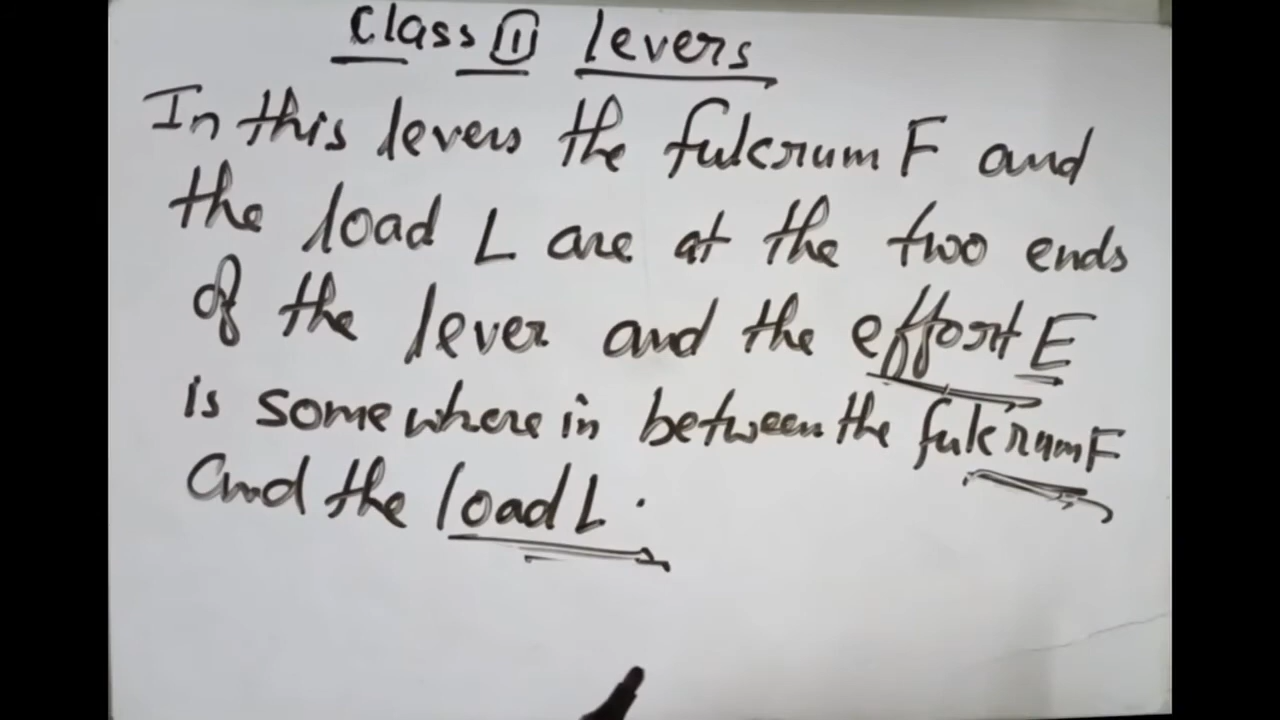 Class (1) levers
In this levers the fulcrum F and
the load L are at the two ends
of the lever and the effort E
is somewhere in between the fulcrum F
and the load L.